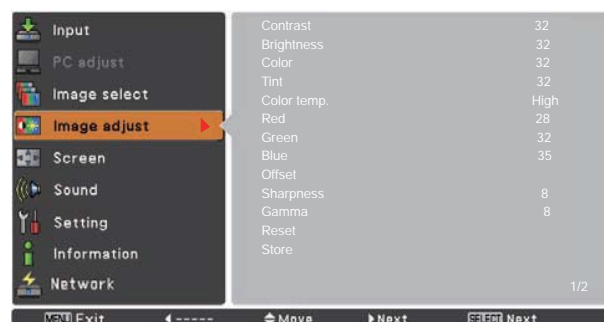 Input
PC adjust
Image select
Image adjust
Screen
Sound
Setting
Information
Network
Contrast 32
Brightness 32
Color 32
Tint 32
Color temp. High
Red 28
Green 32
Blue 35
Offset
Sharpness 8
Gamma 8
Reset
Store
1/2
MENU Exit ----- Move Next SELECT Next